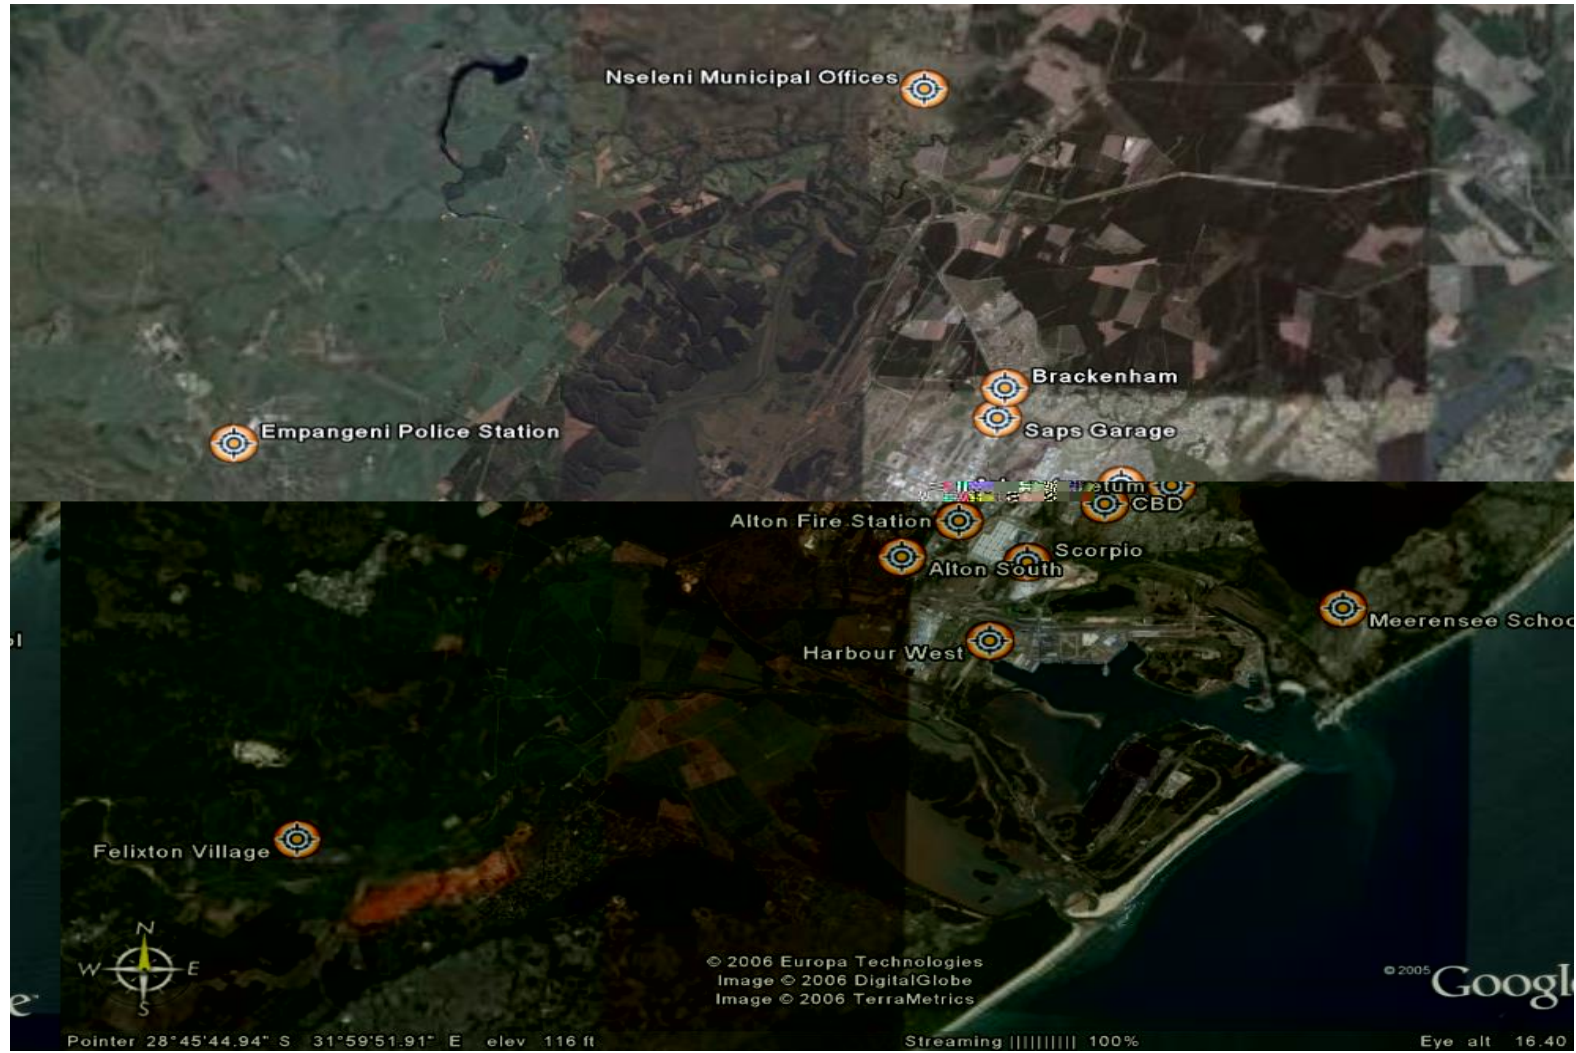 Nseleni Municipal Offices
Brackenham
Empangeni Police Station
Saps Garage
CBD
Alton Fire Station
Scorpio
Alton South
Meerensee Schoo
Harbour West
Felixton Village
N
W E
S
© 2006 Europa Technologies
Image © 2006 DigitalGlobe
Image © 2006 TerraMetrics
© 2005 Google
Pointer 28°45'44.94" S 31°59'51.91" E elev 116 ft Streaming |||||||||| 100% Eye alt 16.40